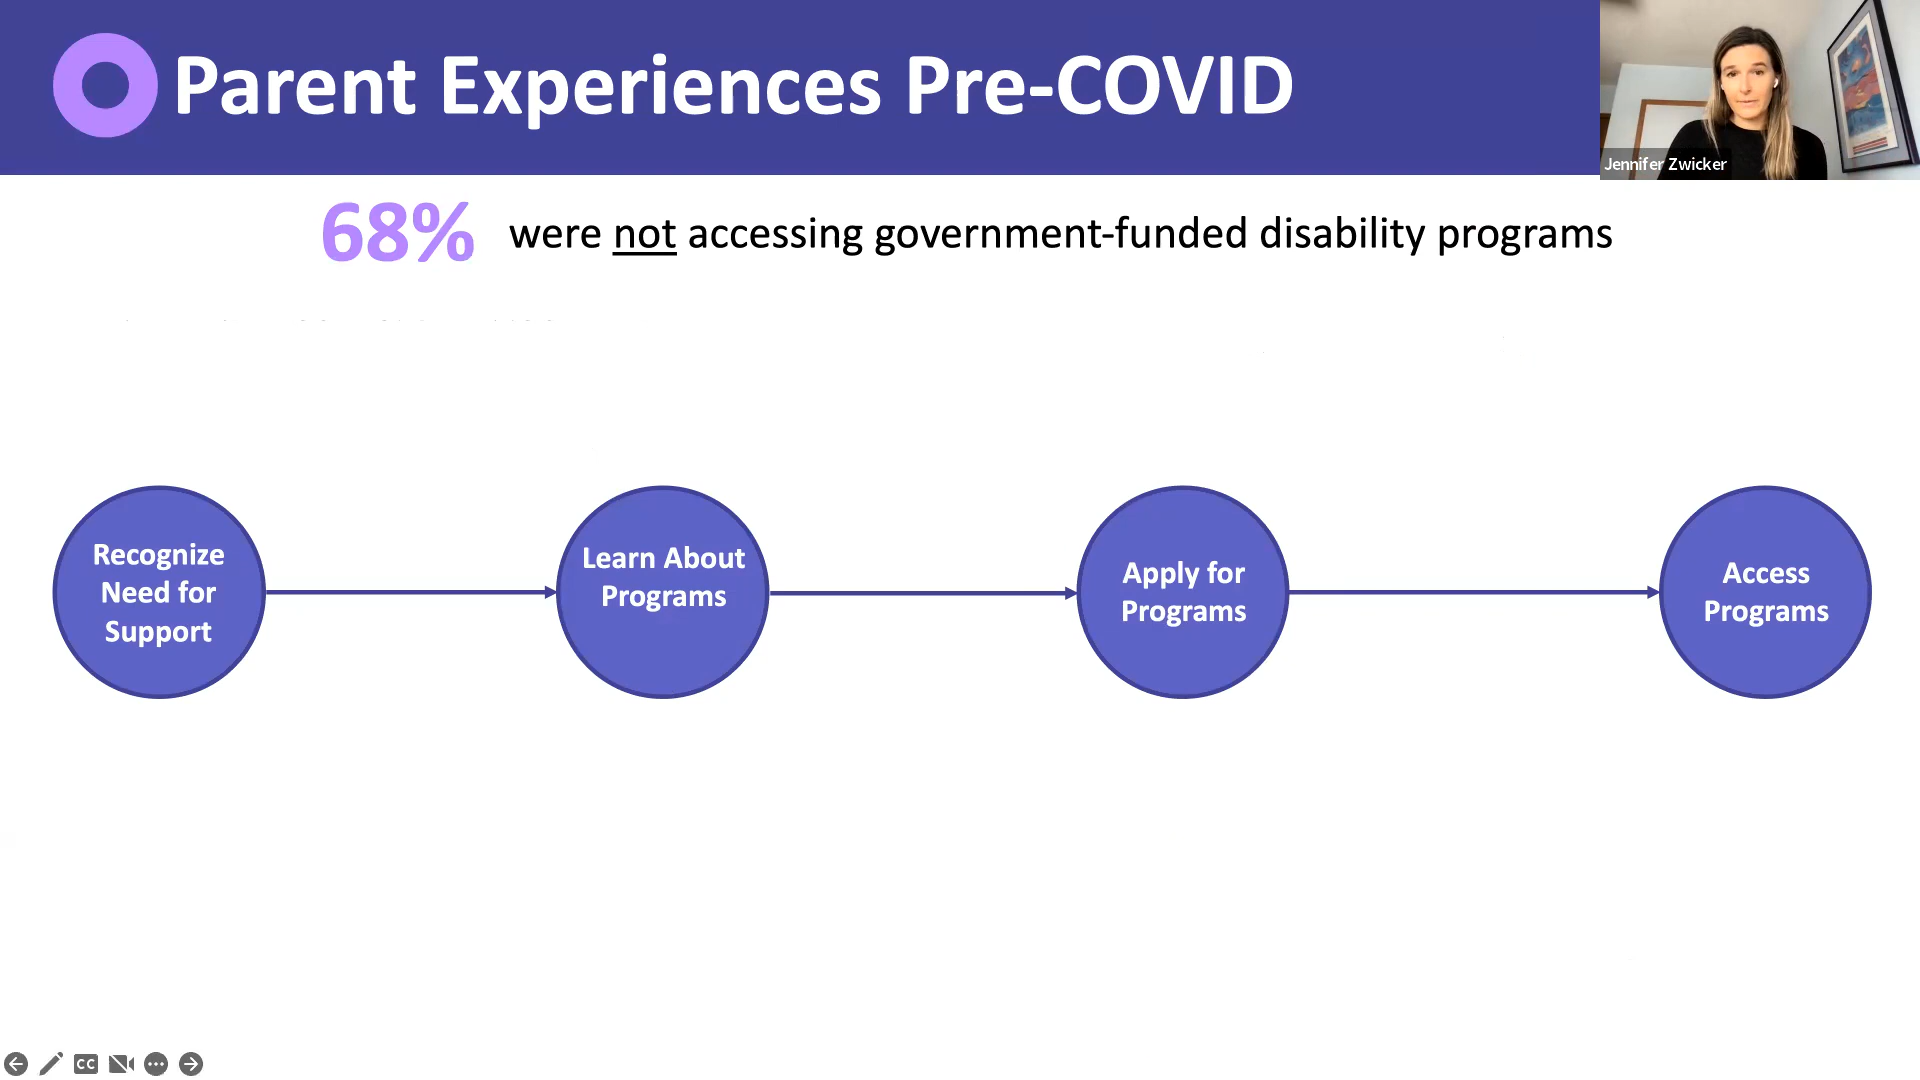 Parent Experiences Pre-COVID
Jennifer Zwicker
68% were not accessing government-funded disability programs
Recognize
Need for
Support
Learn About
Programs
Apply for
Programs
Access
Programs
CC